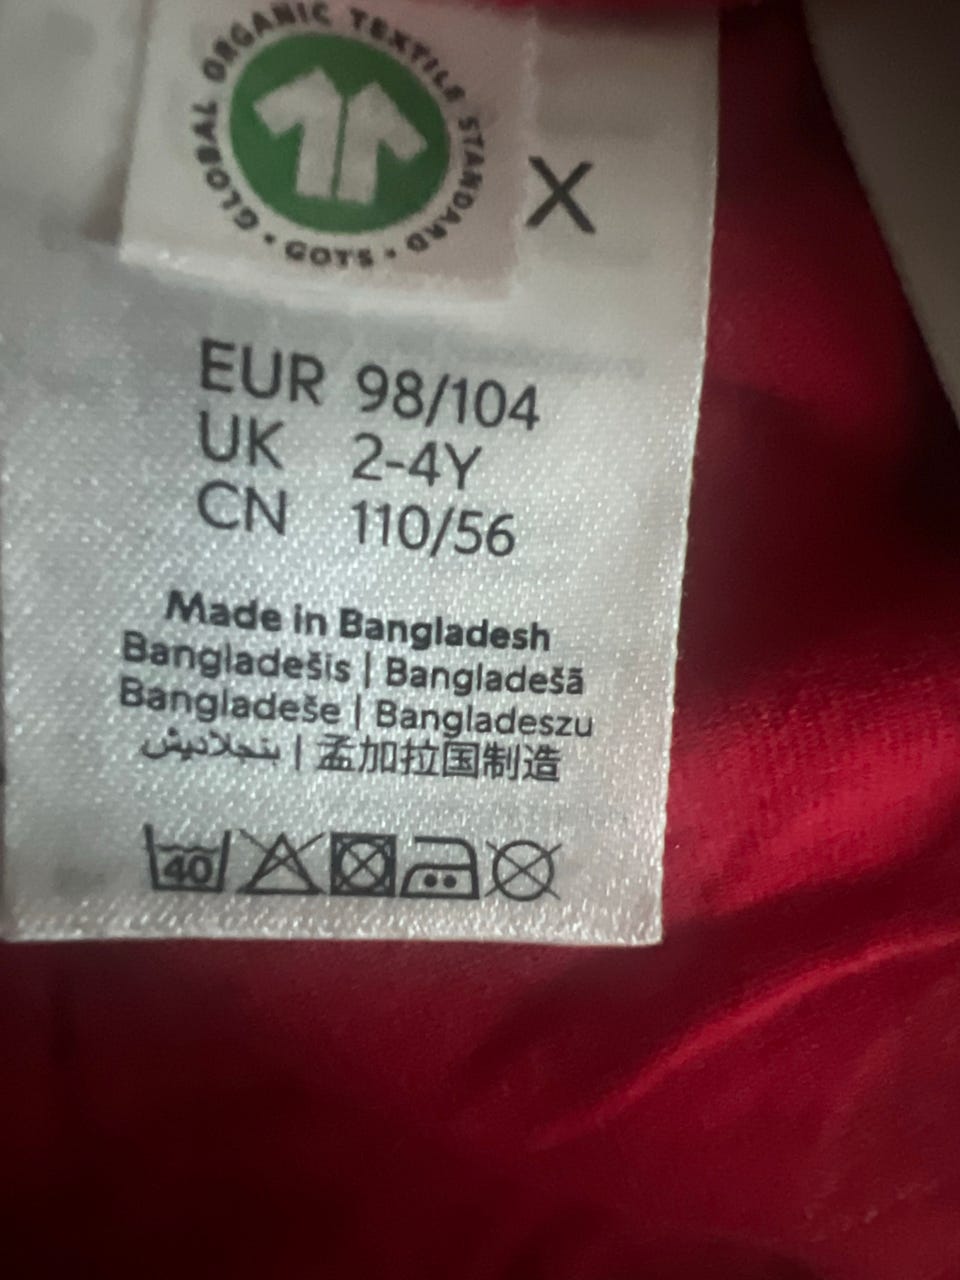 GLOBAL ORGANIC TEXTILE STANDARD • GOTS •
X
EUR 98/104
UK 2-4Y
CN 110/56
Made in Bangladesh
Bangladešis | Bangladešā
Bangladeše | Bangladeszu
بنجلاديش | 孟加拉国制造
40